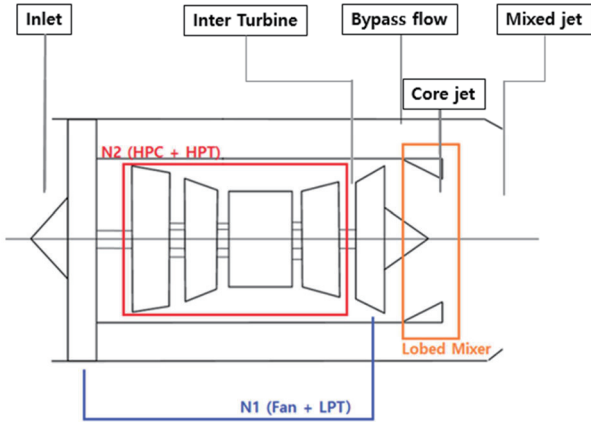 Inlet
Inter Turbine
Bypass flow
Mixed jet
Core jet
N2 (HPC + HPT)
Lobed Mixer
N1 (Fan + LPT)